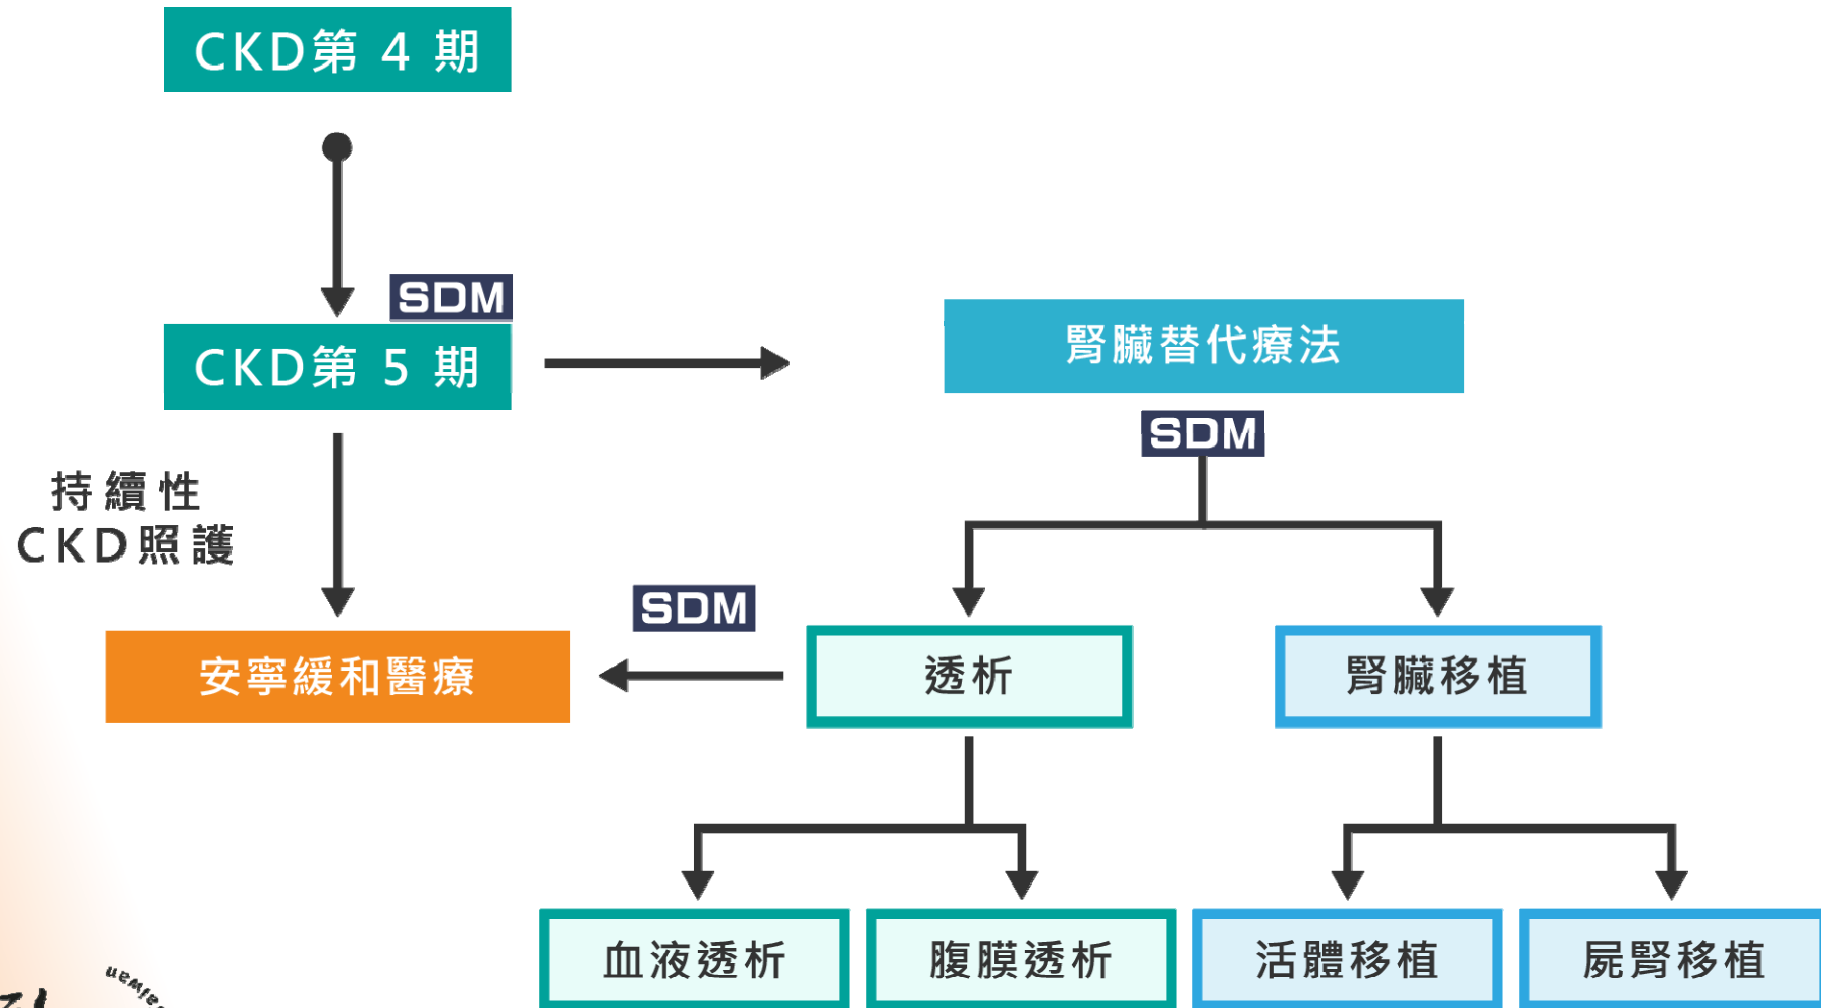 CKD第 4 期
SDM
CKD第 5 期
腎臟替代療法
SDM
持續性
CKD照護
SDM
安寧緩和醫療
透析
腎臟移植
血液透析
腹膜透析
活體移植
屍腎移植